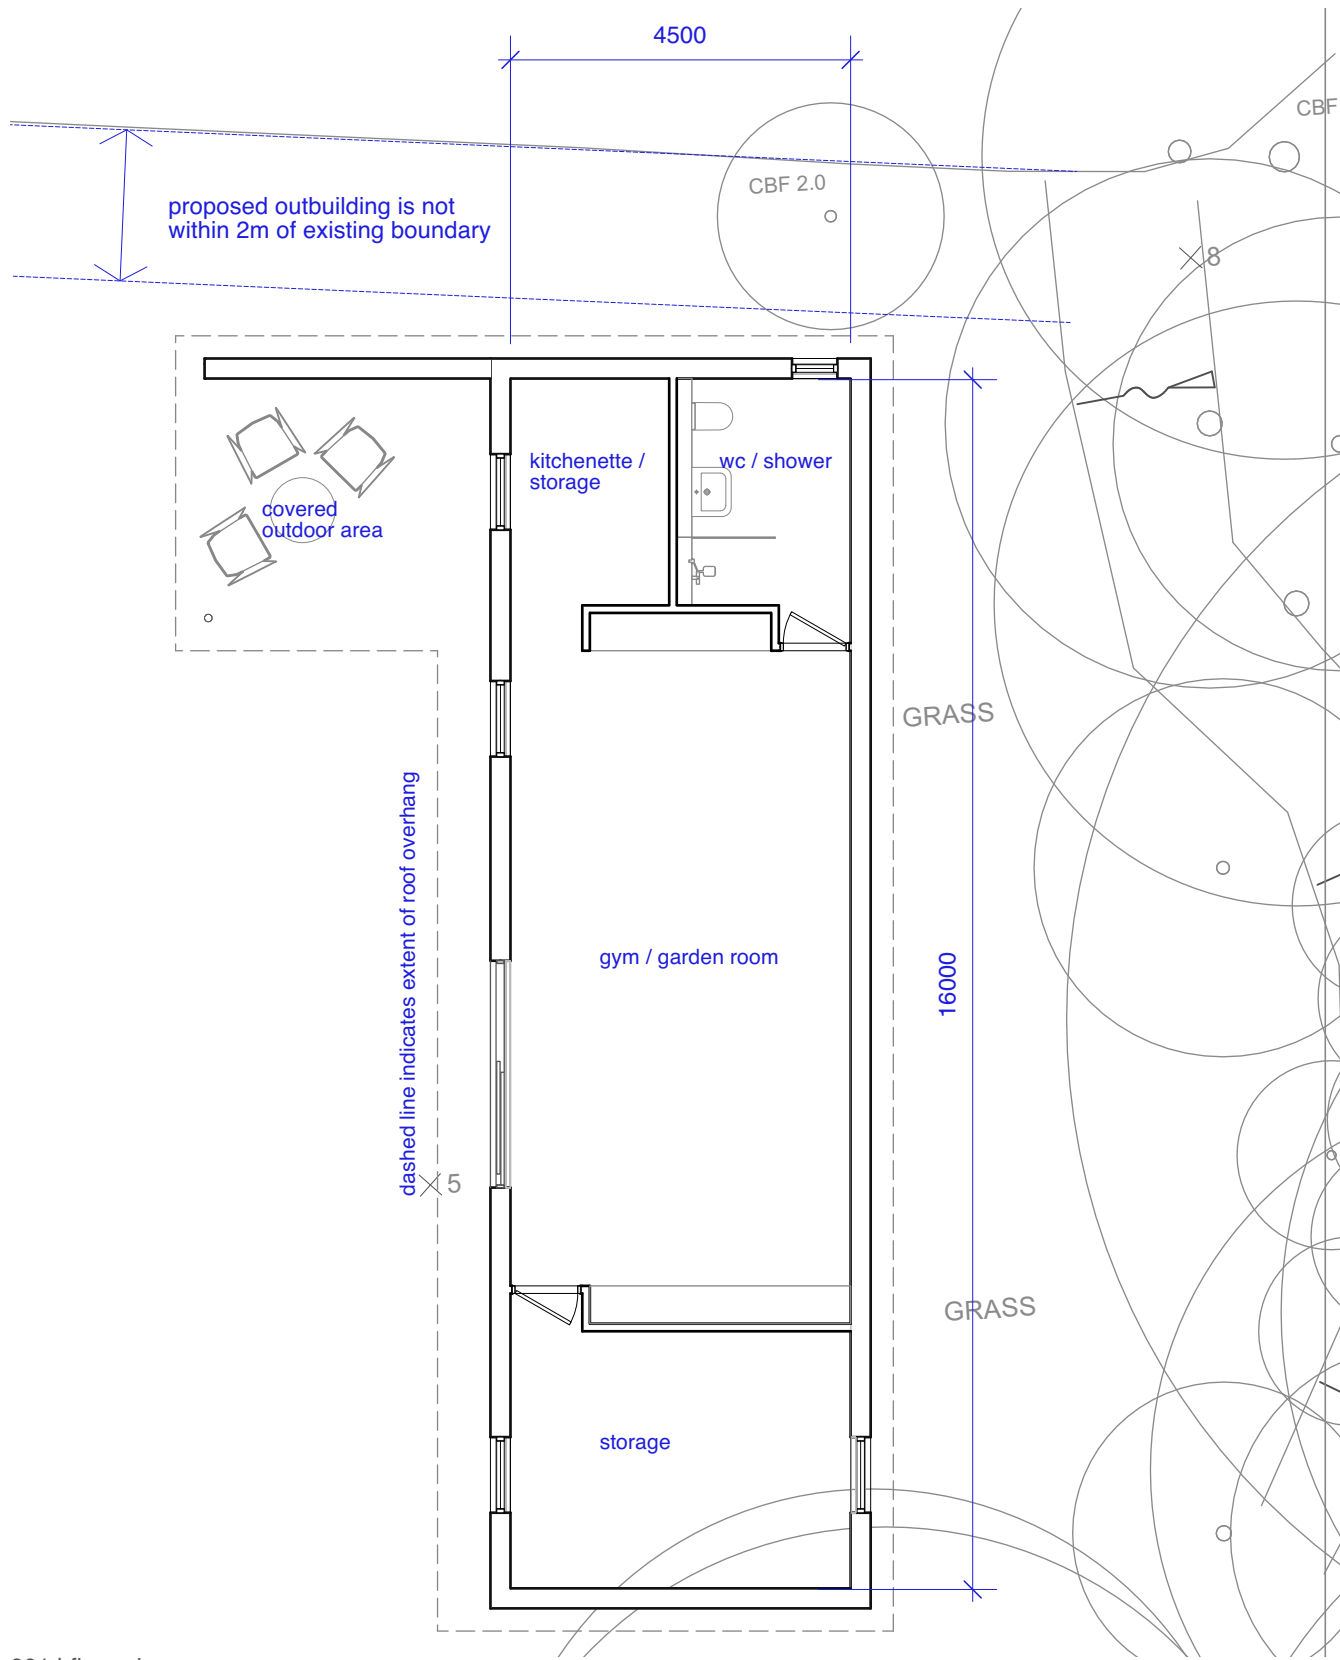 4500
CBF
CBF 2.0
proposed outbuilding is not
within 2m of existing boundary
8
kitchenette /
storage
wc / shower
covered
outdoor area
GRASS
dashed line indicates extent of roof overhang
gym / garden room
16000
5
GRASS
storage